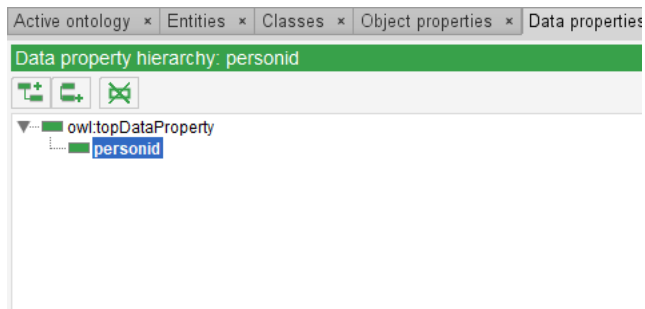 Active ontology × Entities × Classes × Object properties × Data properties
Data property hierarchy: personid
owl:topDataProperty
personid